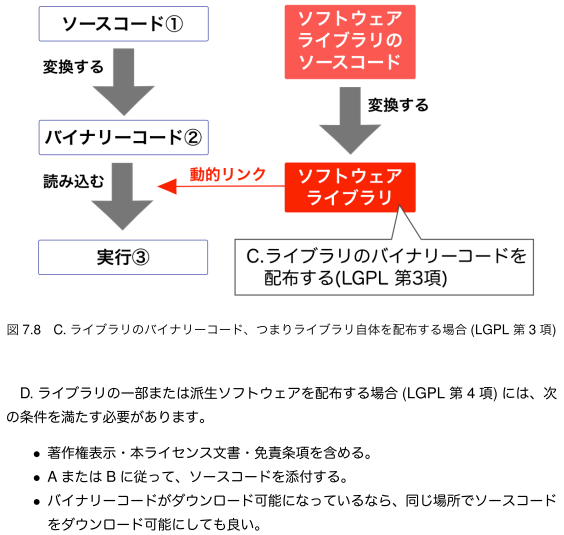 ソースコード①
変換する
バイナリーコード②
読み込む
実行③
ソフトウェア
ライブラリの
ソースコード
変換する
動的リンク
ソフトウェア
ライブラリ
C.ライブラリのバイナリーコードを
配布する(LGPL 第3項)
図 7.8 C. ライブラリのバイナリーコード、つまりライブラリ自体を配布する場合 (LGPL 第 3 項)
D. ライブラリの一部または派生ソフトウェアを配布する場合 (LGPL 第 4 項) には、次
の条件を満たす必要があります。
● 著作権表示・本ライセンス文書・免責条項を含める。
● A または B に従って、ソースコードを添付する。
● バイナリーコードがダウンロード可能になっているなら、同じ場所でソースコード
をダウンロード可能にしても良い。